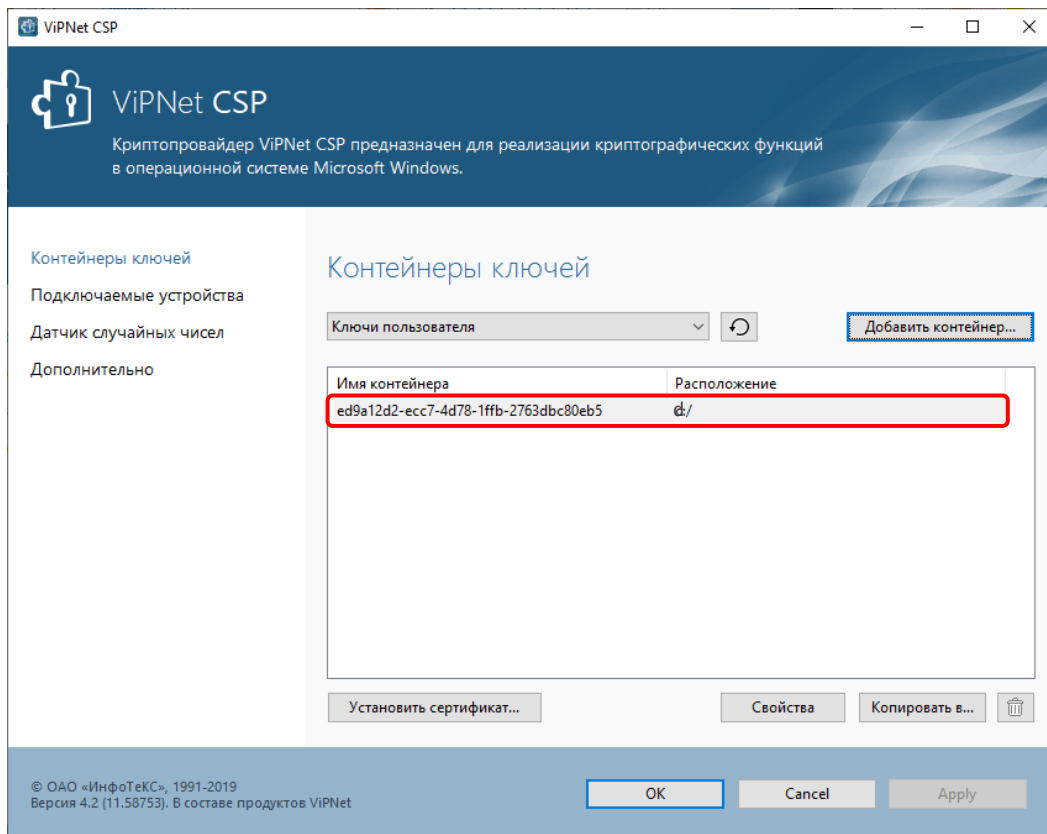 ViPNet CSP
ViPNet CSP
Криптопровайдер ViPNet CSP предназначен для реализации криптографических функций
в операционной системе Microsoft Windows.
Контейнеры ключей
Подключаемые устройства
Датчик случайных чисел
Дополнительно
Контейнеры ключей
Ключи пользователя
Добавить контейнер...
Имя контейнера Расположение
ed9a12d2-ecc7-4d78-1ffb-2763dbc80eb5 d:/
Установить сертификат... Свойства Копировать в...
© ОАО «ИнфоТеКС», 1991-2019
Версия 4.2 (11.58753). В составе продуктов ViPNet
OK Cancel Apply